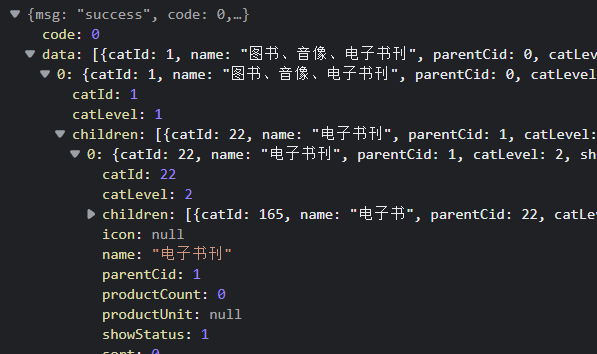 {msg: "success", code: 0,…}
code: 0
data: [{catId: 1, name: "图书、音像、电子书刊", parentCid: 0, catLevel
0: {catId: 1, name: "图书、音像、电子书刊", parentCid: 0, catLevel
catId: 1
catLevel: 1
children: [{catId: 22, name: "电子书刊", parentCid: 1, catLevel:
0: {catId: 22, name: "电子书刊", parentCid: 1, catLevel: 2, sh
catId: 22
catLevel: 2
children: [{catId: 165, name: "电子书", parentCid: 22, catLe
icon: null
name: "电子书刊"
parentCid: 1
productCount: 0
productUnit: null
showStatus: 1
sort: 0